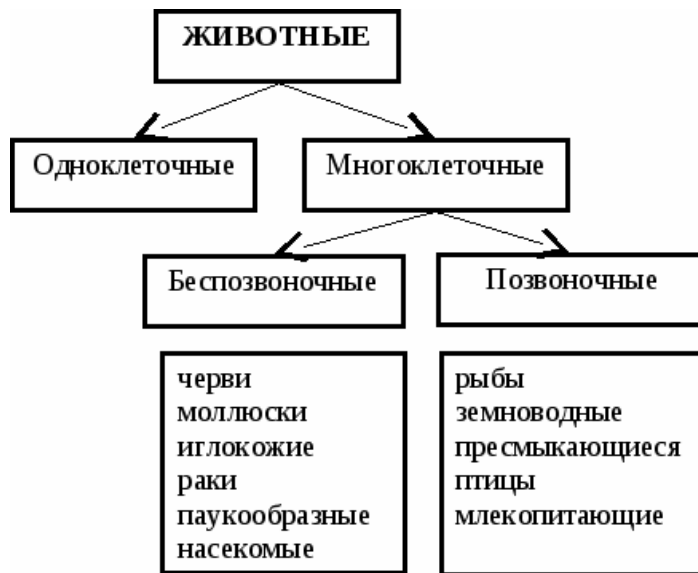 ЖИВОТНЫЕ
Одноклеточные
Многоклеточные
Беспозвоночные
Позвоночные
черви
моллюски
иглокожие
раки
паукообразные
насекомые
рыбы
земноводные
пресмыкающиеся
птицы
млекопитающие